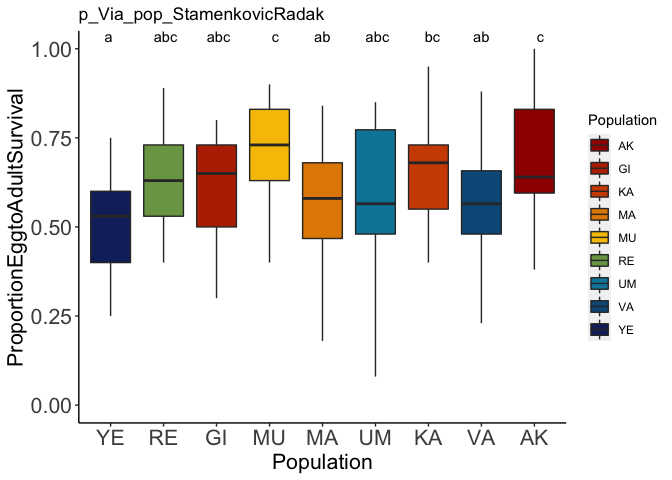 p_Via_pop_StamenkovicRadak
a abc abc c ab abc bc ab c
1.00
0.75
0.50
0.25
0.00
ProportionEggtoAdultSurvival
YE RE GI MU MA UM KA VA AK
Population
Population
AK
GI
KA
MA
MU
RE
UM
VA
YE